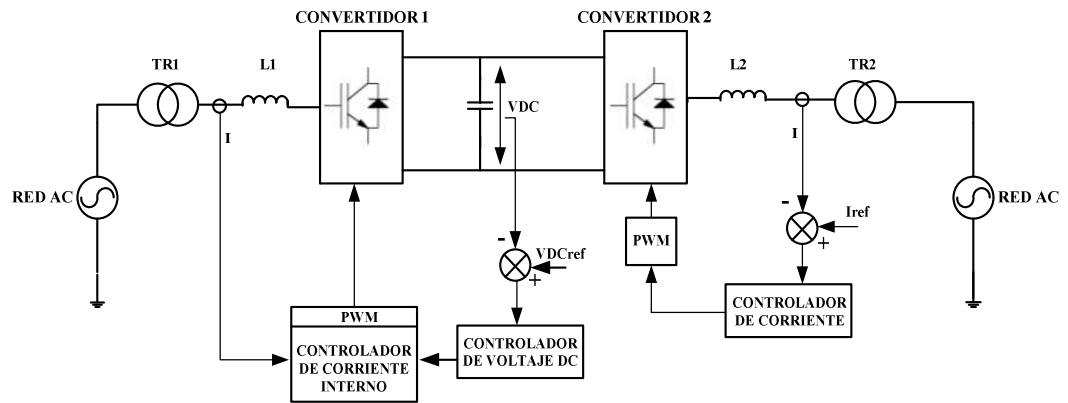 CONVERTIDOR 1
CONVERTIDOR 2
TR1
L1
VDC
L2
TR2
I
I
RED AC
RED AC
-
Iref
+
PWM
-
VDCref
+
PWM
CONTROLADOR
DE CORRIENTE
INTERNO
CONTROLADOR
DE VOLTAJE DC
CONTROLADOR
DE CORRIENTE